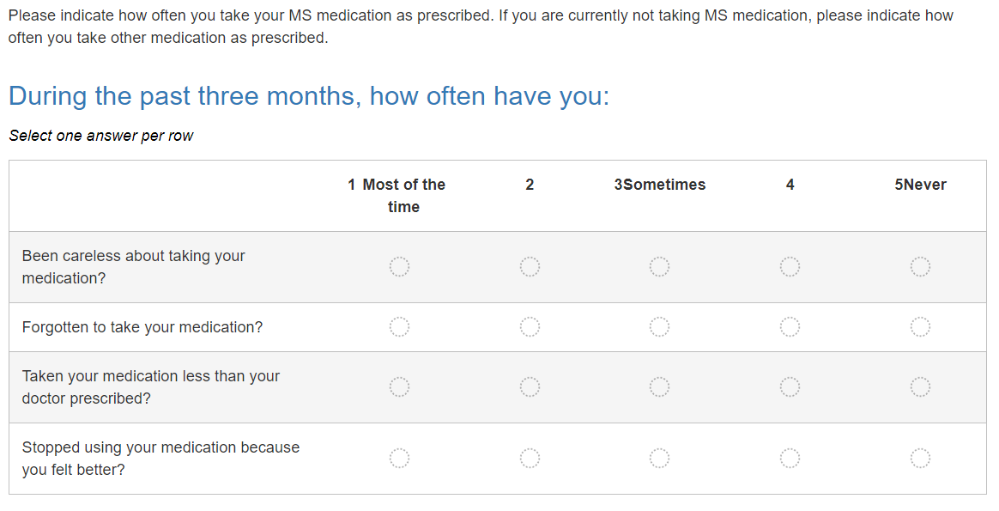 Please indicate how often you take your MS medication as prescribed. If you are currently not taking MS medication, please indicate how
often you take other medication as prescribed.
During the past three months, how often have you:
Select one answer per row
1 Most of the time
2
3Sometimes
4
5Never
Been careless about taking your
medication?
Forgotten to take your medication?
Taken your medication less than your
doctor prescribed?
Stopped using your medication because
you felt better?